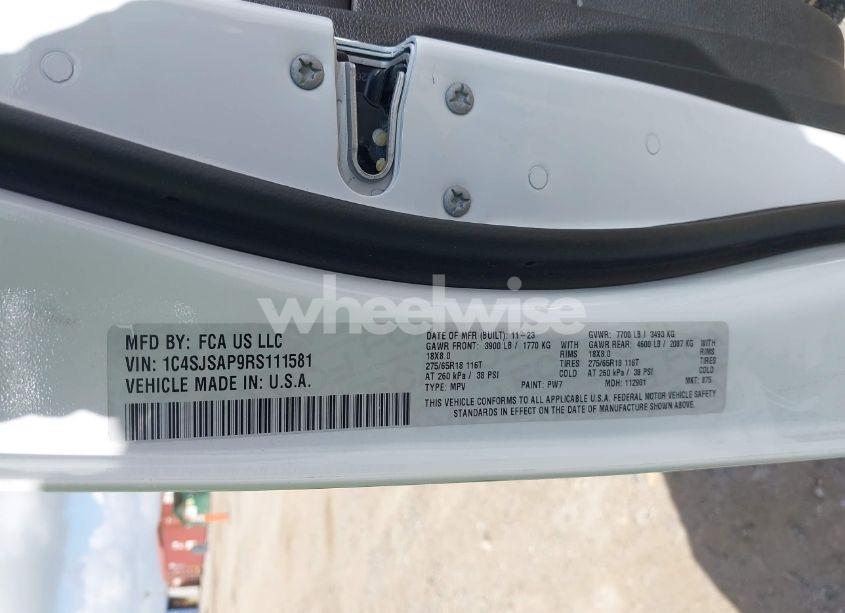 wheelwise
MFD BY: FCA US LLC
VIN: 1C4SJSAP9RS111581
VEHICLE MADE IN: U.S.A.
DATE OF MFR (BUILT): 11-23 GVWR: 7700 LB / 3493 KG
GAWR FRONT: 3900 LB / 1770 KG WITH GAWR REAR: 4600 LB / 2087 KG WITH
18X8.0 RIMS 18X8.0 RIMS
275/65R18 116T TIRES 275/65R18 116T TIRES
AT 260 kPa / 38 PSI COLD AT 260 kPa / 38 PSI COLD
TYPE: MPV PAINT: PW7 MDH: 112901 MKT: 875
THIS VEHICLE CONFORMS TO ALL APPLICABLE U.S.A. FEDERAL MOTOR VEHICLE SAFETY
STANDARDS IN EFFECT ON THE DATE OF MANUFACTURE SHOWN ABOVE.